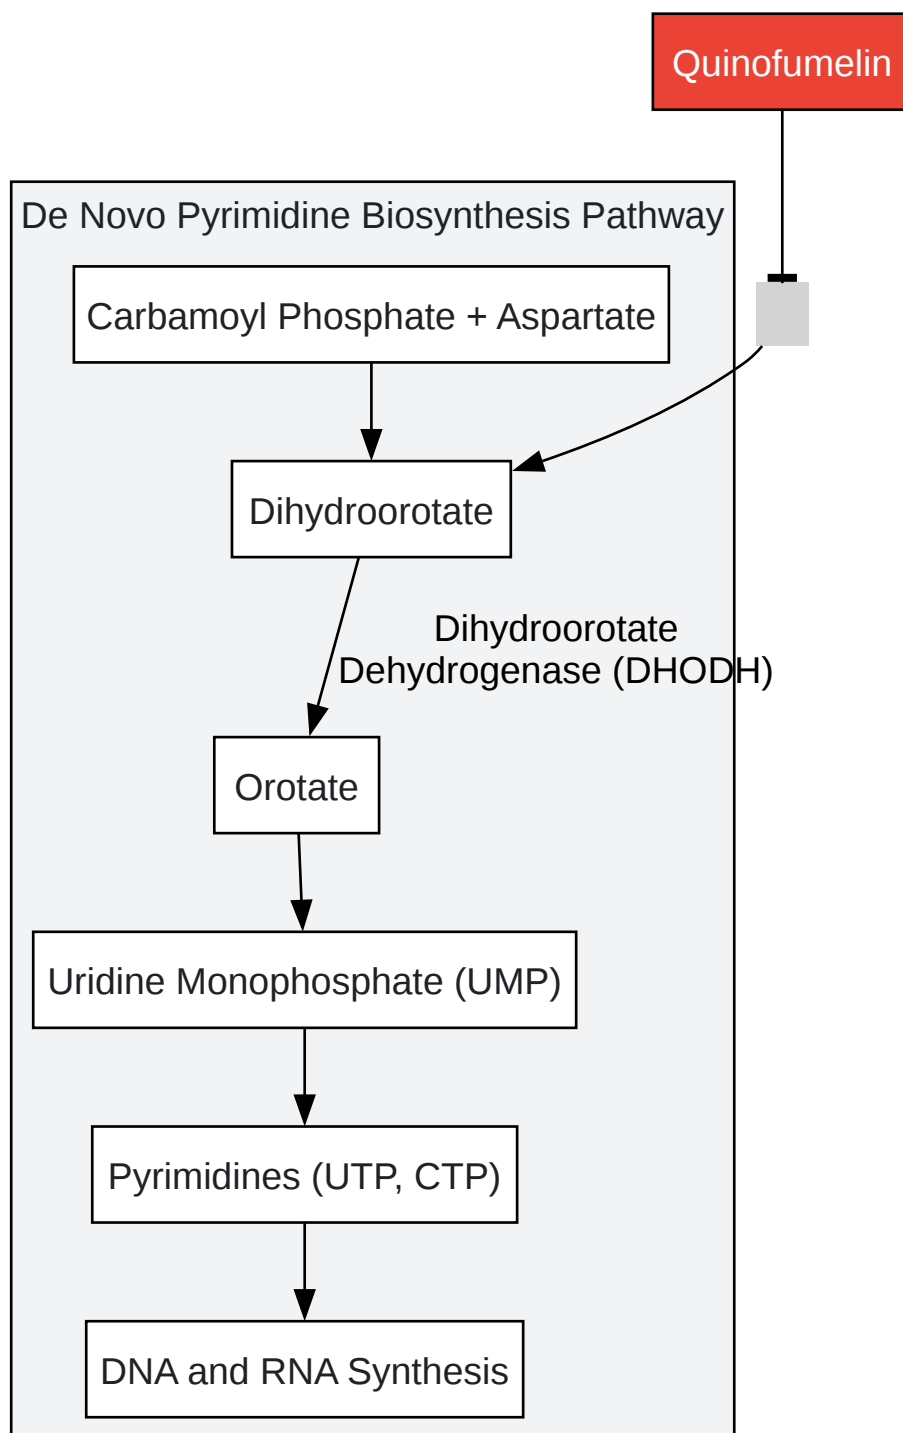 Quinofumelin
De Novo Pyrimidine Biosynthesis Pathway
Carbamoyl Phosphate + Aspartate
Dihydroorotate
Dihydroorotate
Dehydrogenase (DHODH)
Orotate
Uridine Monophosphate (UMP)
Pyrimidines (UTP, CTP)
DNA and RNA Synthesis